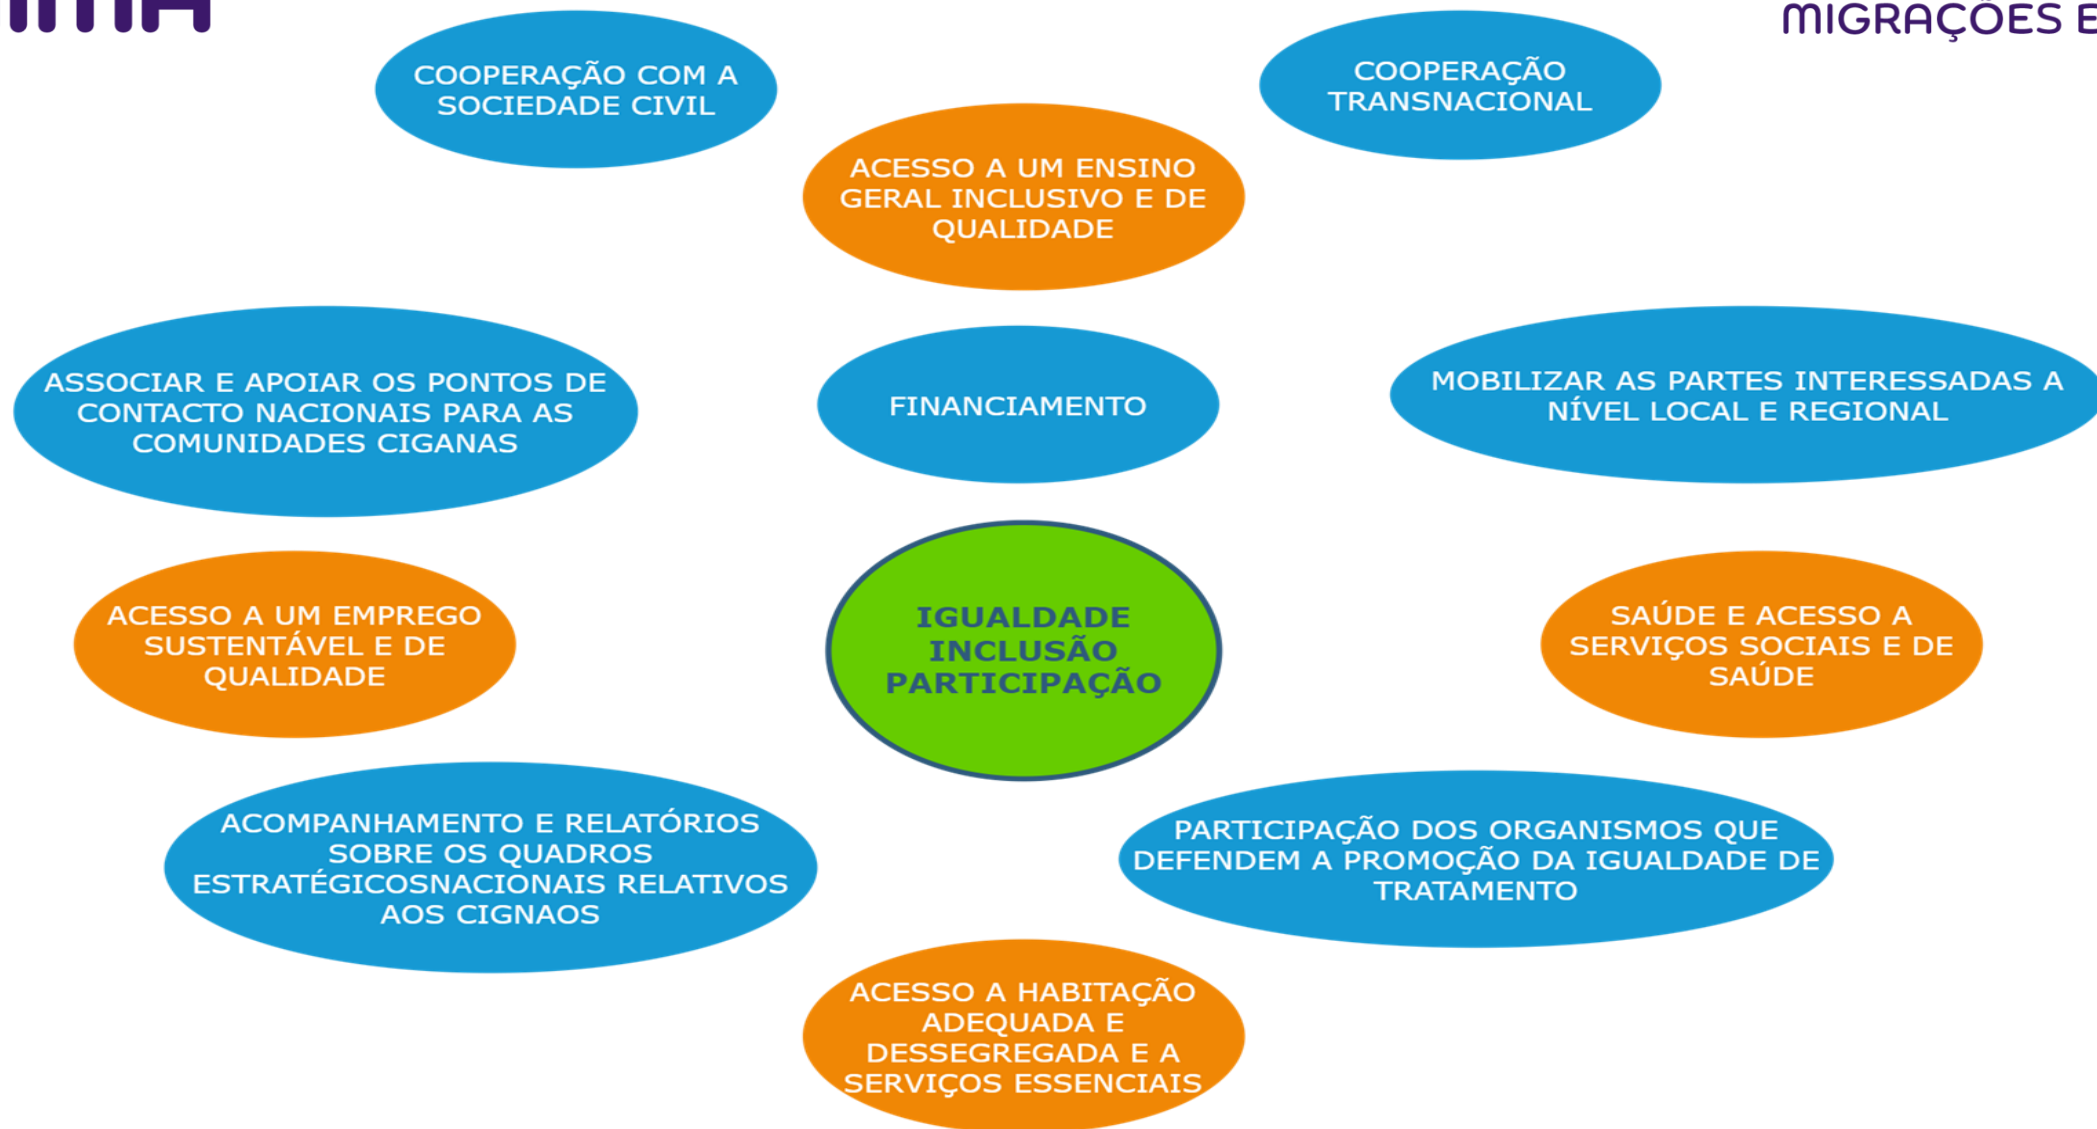 MIGRAÇÕES E
COOPERAÇÃO COM A
SOCIEDADE CIVIL
COOPERAÇÃO
TRANSNACIONAL
ACESSO A UM ENSINO
GERAL INCLUSIVO E DE
QUALIDADE
ASSOCIAR E APOIAR OS PONTOS DE
CONTACTO NACIONAIS PARA AS
COMUNIDADES CIGANAS
FINANCIAMENTO
MOBILIZAR AS PARTES INTERESSADAS A
NÍVEL LOCAL E REGIONAL
ACESSO A UM EMPREGO
SUSTENTÁVEL E DE
QUALIDADE
IGUALDADE
INCLUSÃO
PARTICIPAÇÃO
SAÚDE E ACESSO A
SERVIÇOS SOCIAIS E DE
SAÚDE
ACOMPANHAMENTO E RELATÓRIOS
SOBRE OS QUADROS
ESTRATÉGICOSNACIONAIS RELATIVOS
AOS CIGNAOS
PARTICIPAÇÃO DOS ORGANISMOS QUE
DEFENDEM A PROMOÇÃO DA IGUALDADE DE
TRATAMENTO
ACESSO A HABITAÇÃO
ADEQUADA E
DESSEGREGADA E A
SERVIÇOS ESSENCIAIS